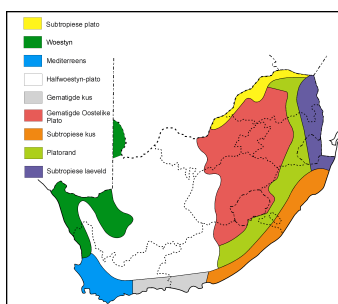 Subtropiese plato
Woestyn
Mediterreens
Halfwoestyn-plato
Gematigde kus
Gematigde Oostelike
Plato
Subtropiese kus
Platorand
Subtropiese laeveld